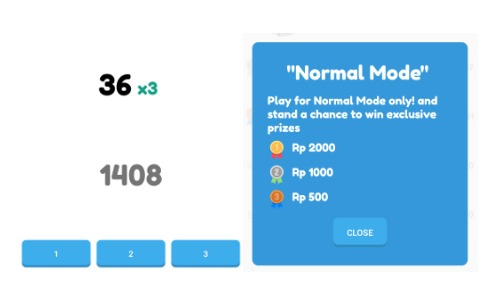 36 x3
1408
1
2
3
"Normal Mode"
Play for Normal Mode only! and
stand a chance to win exclusive
prizes
1 Rp 2000
2 Rp 1000
3 Rp 500
CLOSE